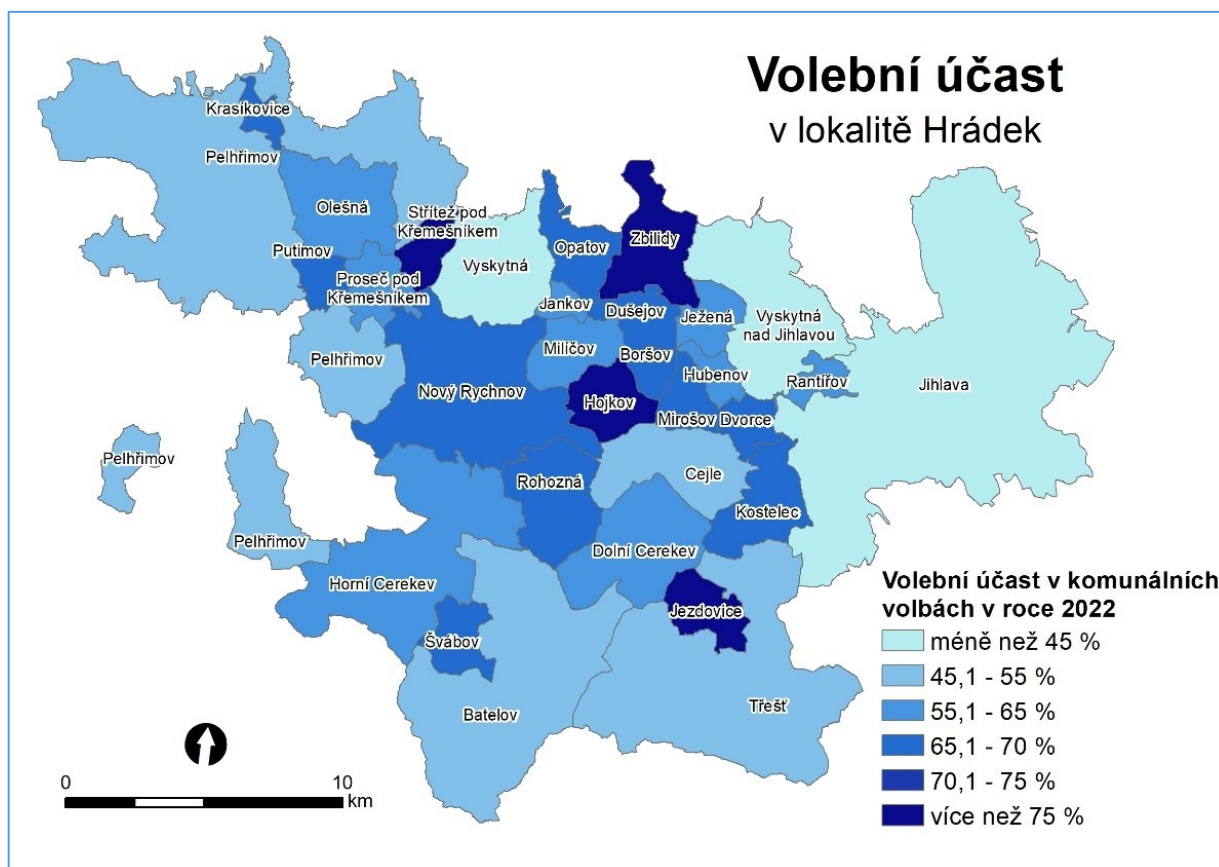 Volební účast
v lokalitě Hrádek
Krasíkovice
Pelhřimov
Olešná
Střítež pod
Křemešníkem
Putimov
Proseč pod
Křemešníkem
Vyskytná
Opatov
Zbilidy
Jankov
Dušejov
Ježená
Vyskytná
nad Jihlavou
Pelhřimov
Milíčov
Boršov
Hubenov
Rantířov
Jihlava
Nový Rychnov
Hojkov
Mirošov
Dvorce
Pelhřimov
Rohozná
Cejle
Kostelec
Pelhřimov
Dolní Cerekev
Horní Cerekev
Jezdovice
Švábov
Batelov
Třešť
Volební účast v komunálních
volbách v roce 2022
méně než 45 %
45,1 - 55 %
55,1 - 65 %
65,1 - 70 %
70,1 - 75 %
více než 75 %
0 10
km